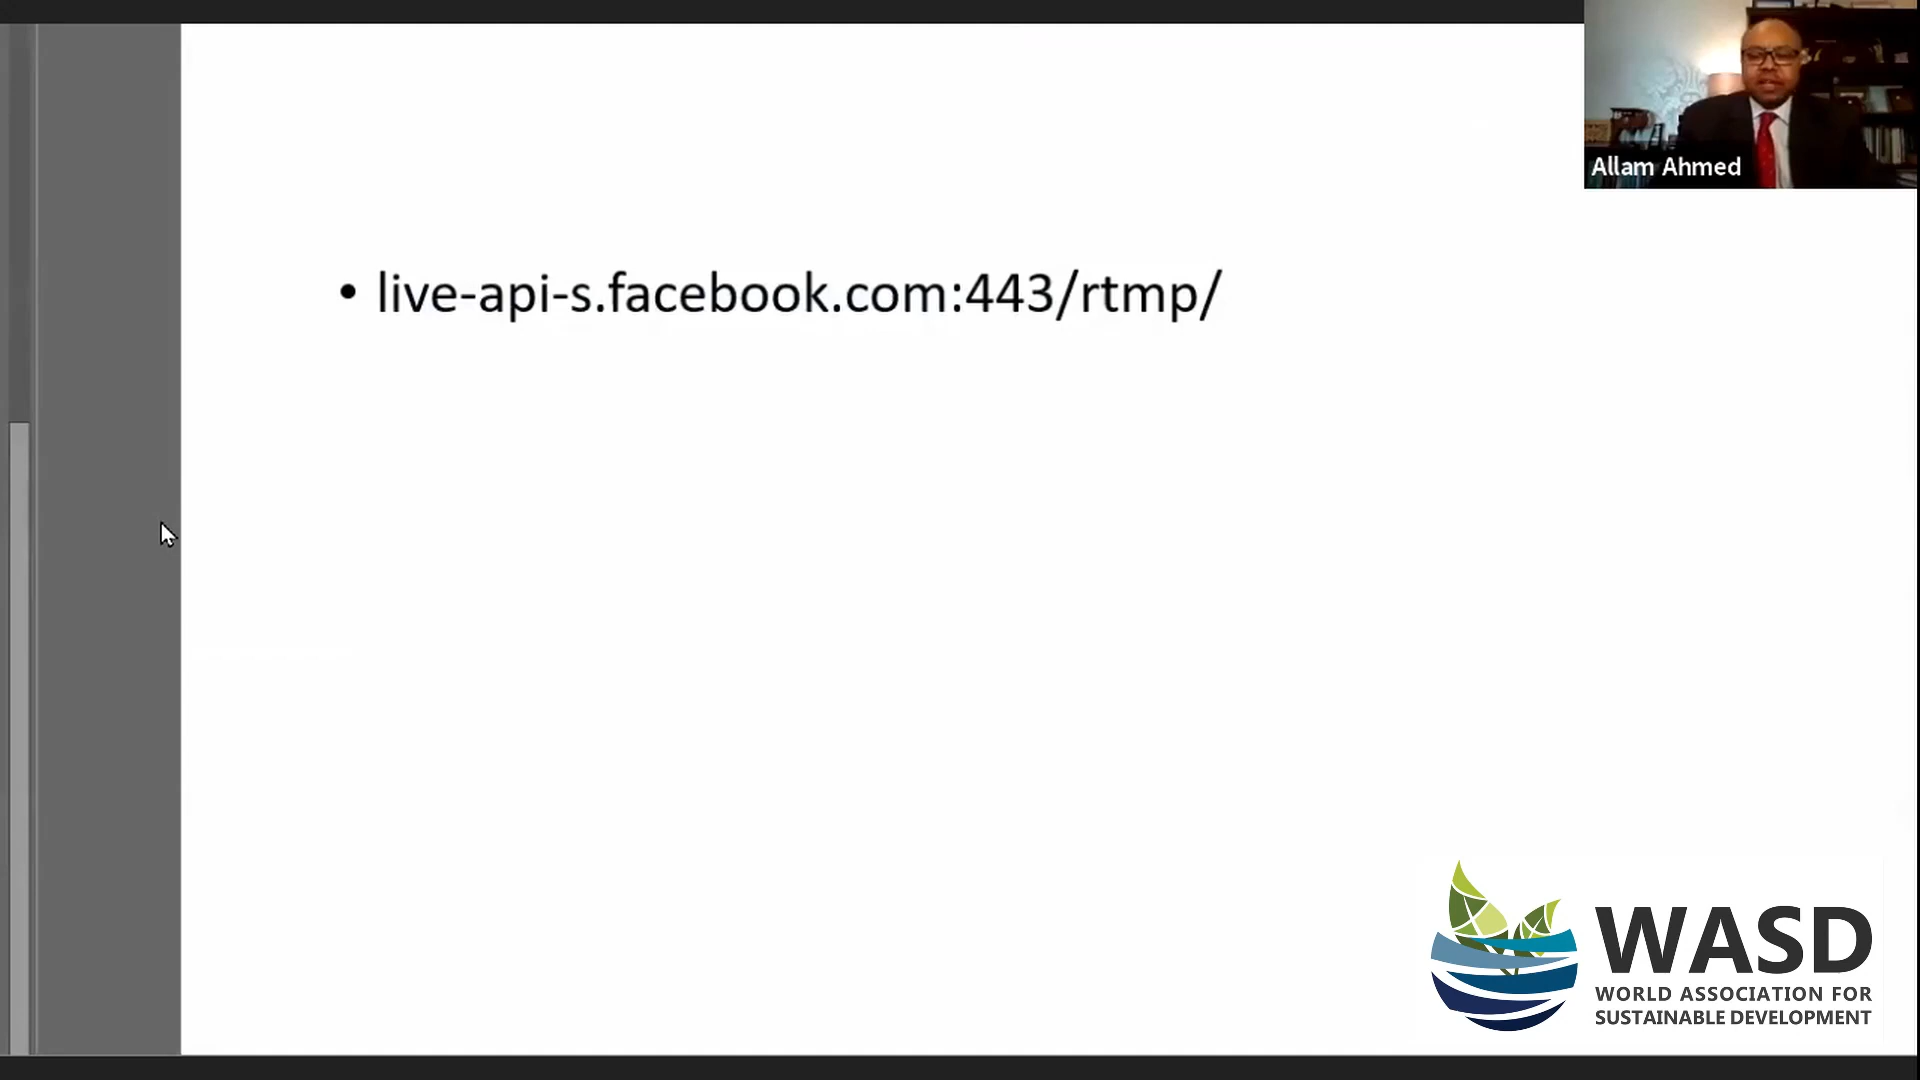 Allam Ahmed
• live-api-s.facebook.com:443/rtmp/
WASD
WORLD ASSOCIATION FOR
SUSTAINABLE DEVELOPMENT